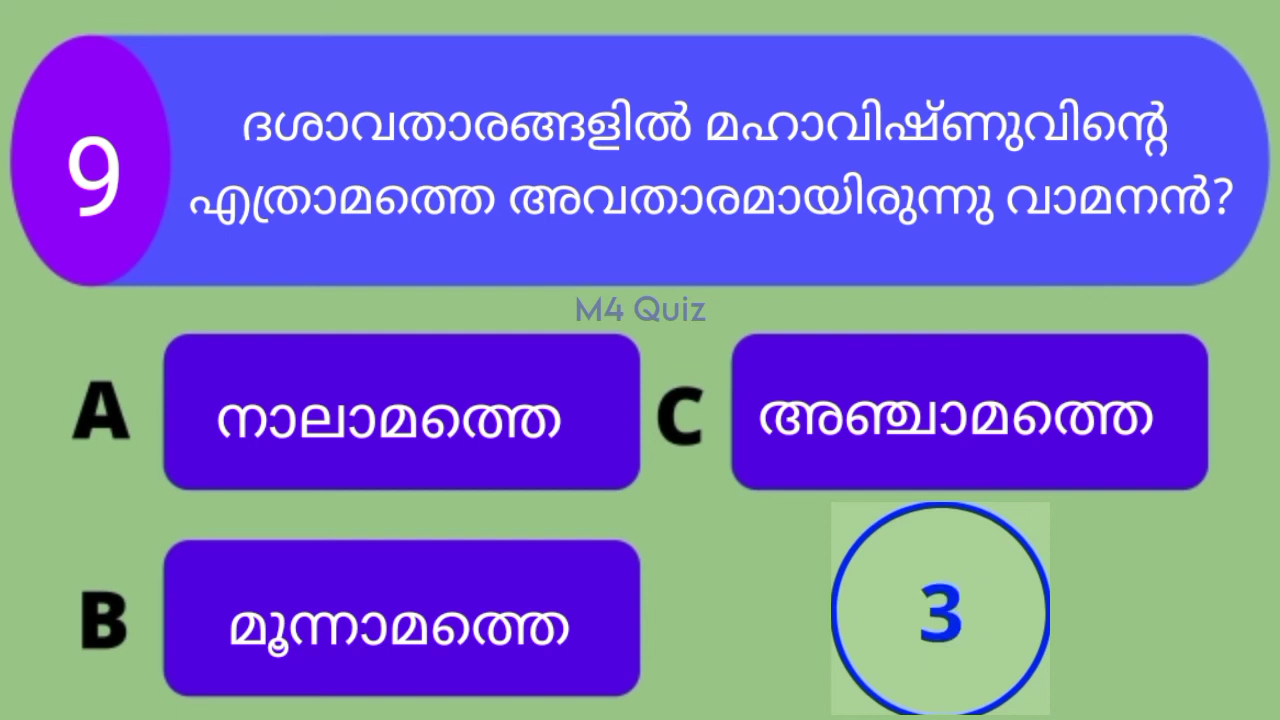 9
ദശാവതാരങ്ങളിൽ മഹാവിഷ്ണുവിന്റെ
എത്രാമത്തെ അവതാരമായിരുന്നു വാമനൻ?
M4 Quiz
A
നാലാമത്തെ
C
അഞ്ചാമത്തെ
B
മൂന്നാമത്തെ
3